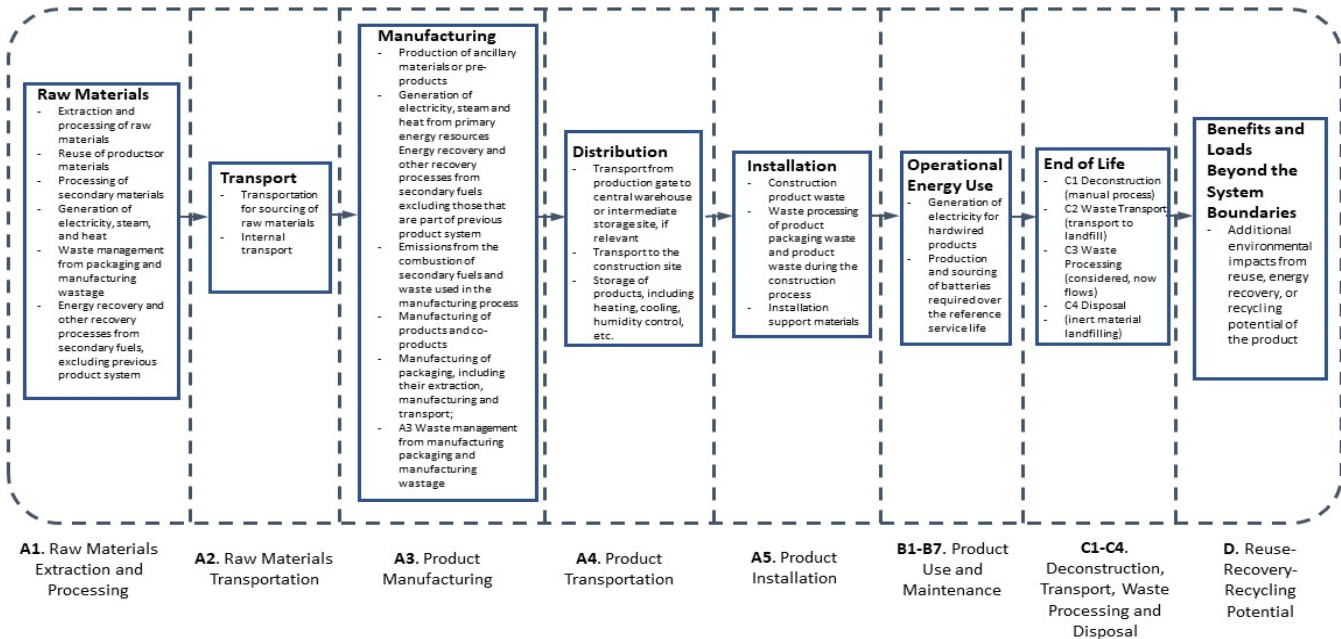 Raw Materials
- Extraction and
processing of raw
materials
- Reuse of productsor
materials
- Processing of
secondary materials
- Generation of
electricity, steam,
and heat
- Waste management
from packaging and
manufacturing
wastage
- Energy recovery and
other recovery
processes from
secondary fuels,
excluding previous
product system
Transport
- Transportation
for sourcing of
raw materials
- Internal
transport
Manufacturing
- Production of ancillary
materials or pre-
products
- Generation of
electricity, steam and
heat from primary
energy resources
Energy recovery and
other recovery
processes from
secondary fuels
excluding those that
are part of previous
product system
- Emissions from the
combustion of
secondary fuels and
waste used in the
manufacturing process
- Manufacturing of
products and co-
products
- Manufacturing of
packaging, including
their extraction,
manufacturing and
transport;
- A3 Waste management
from manufacturing
packaging and
manufacturing
wastage
Distribution
- Transport from
production gate to
central warehouse
or intermediate
storage site, if
relevant
- Transport to the
construction site
- Storage of
products, including
heating, cooling,
humidity control,
etc.
Installation
- Construction
product waste
- Waste processing
of product
packaging waste
and product
waste during the
construction
process
- Installation
support materials
Operational
Energy Use
- Generation of
electricity for
hardwired
products
- Production
and sourcing
of batteries
required over
the reference
service life
End of Life
- C1 Deconstruction
(manual process)
- C2 Waste Transport
(transport to
landfill)
- C3 Waste
Processing
(considered, now
flows)
- C4 Disposal
- (inert material
landfilling)
Benefits and
Loads
Beyond the
System
Boundaries
- Additional
environmental
impacts from
reuse, energy
recovery, or
recycling
potential of
the product
A1. Raw Materials
Extraction and
Processing
A2. Raw Materials
Transportation
A3. Product
Manufacturing
A4. Product
Transportation
A5. Product
Installation
B1-B7. Product
Use and
Maintenance
C1-C4.
Deconstruction,
Transport, Waste
Processing and
Disposal
D. Reuse-
Recovery-
Recycling
Potential